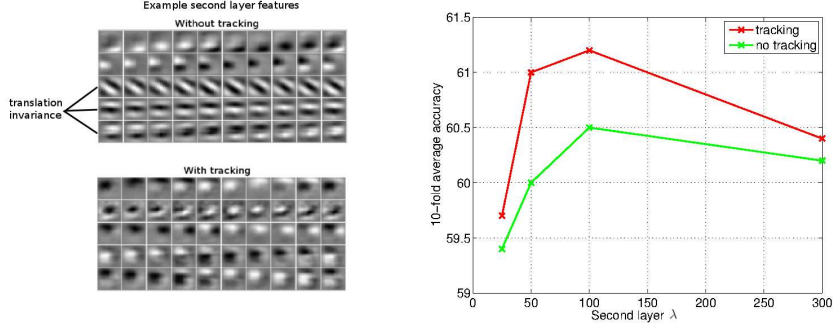 Example second layer features
Without tracking
translation
invariance
With tracking
61.5
61
60.5
60
59.5
59
10-fold average accuracy
tracking
no tracking
0 50 100 150 200 250 300
Second layer λ